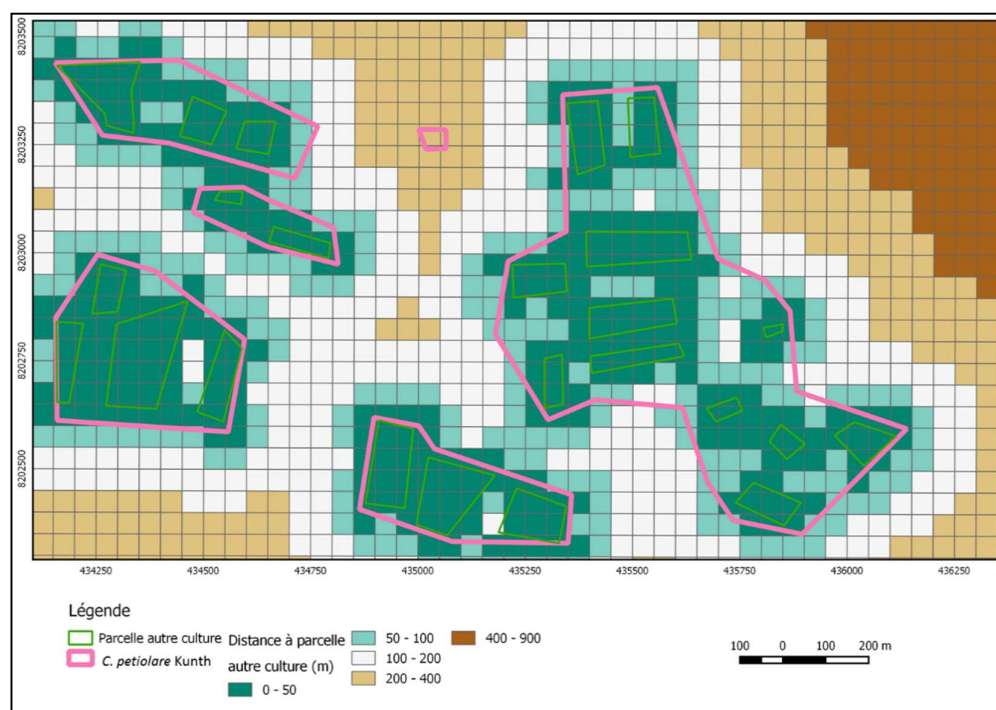 8203500
8203250
8203000
8202750
8202500
434250 434500 434750 435000 435250 435500 435750 436000 436250
Légende
Parcelle autre culture
C. petiolare Kunth
Distance à parcelle
autre culture (m)
0 - 50
50 - 100
100 - 200
200 - 400
400 - 900
100 0 100 200 m